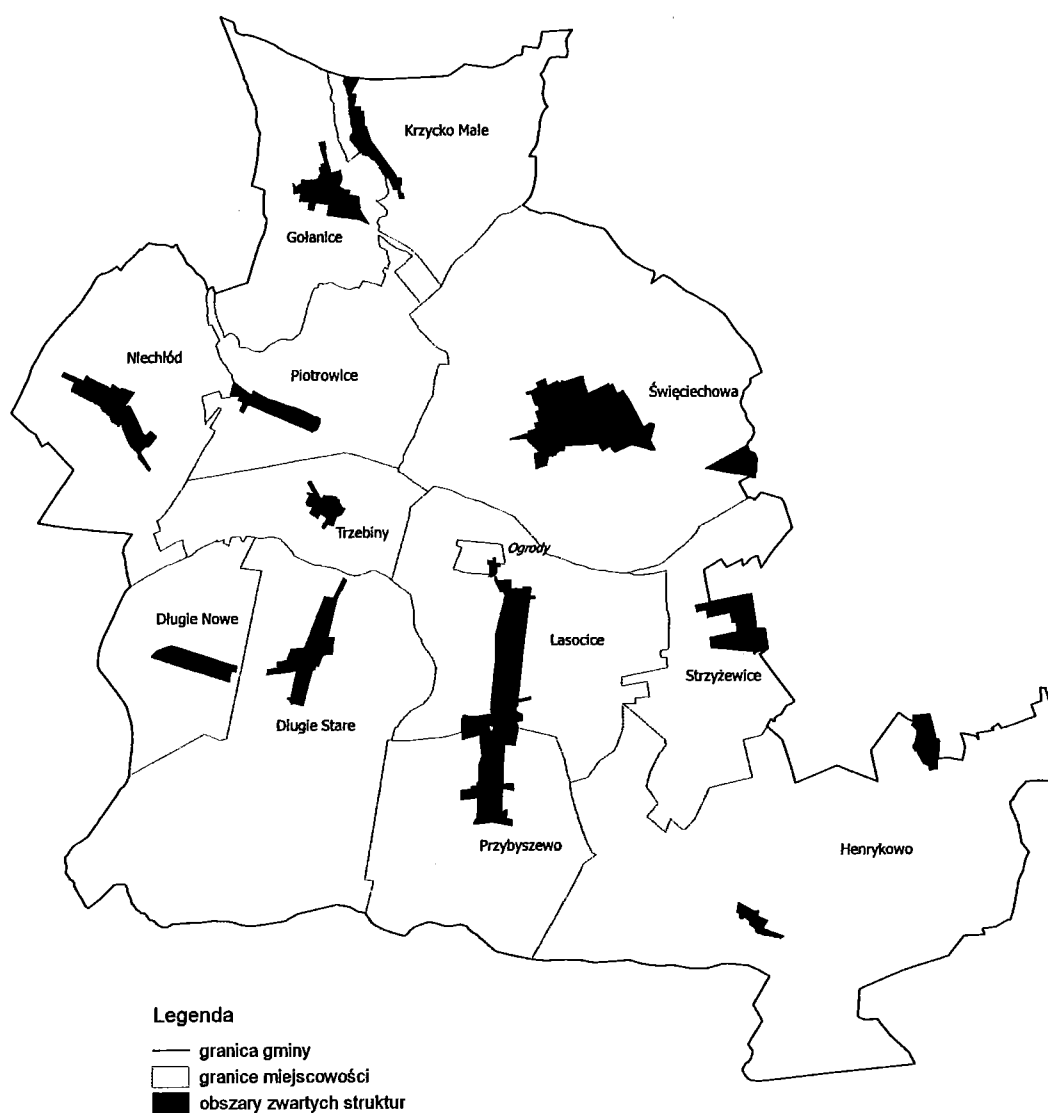 Krzycko Małe
Gołanice
Niechłód
Piotrowice
Święciechowa
Trzebiny
Ogrody
Długie Nowe
Lasocice
Strzyżewice
Długie Stare
Przybyszewo
Henrykowo
Legenda
granica gminy
granice miejscowości
obszary zwartych struktur